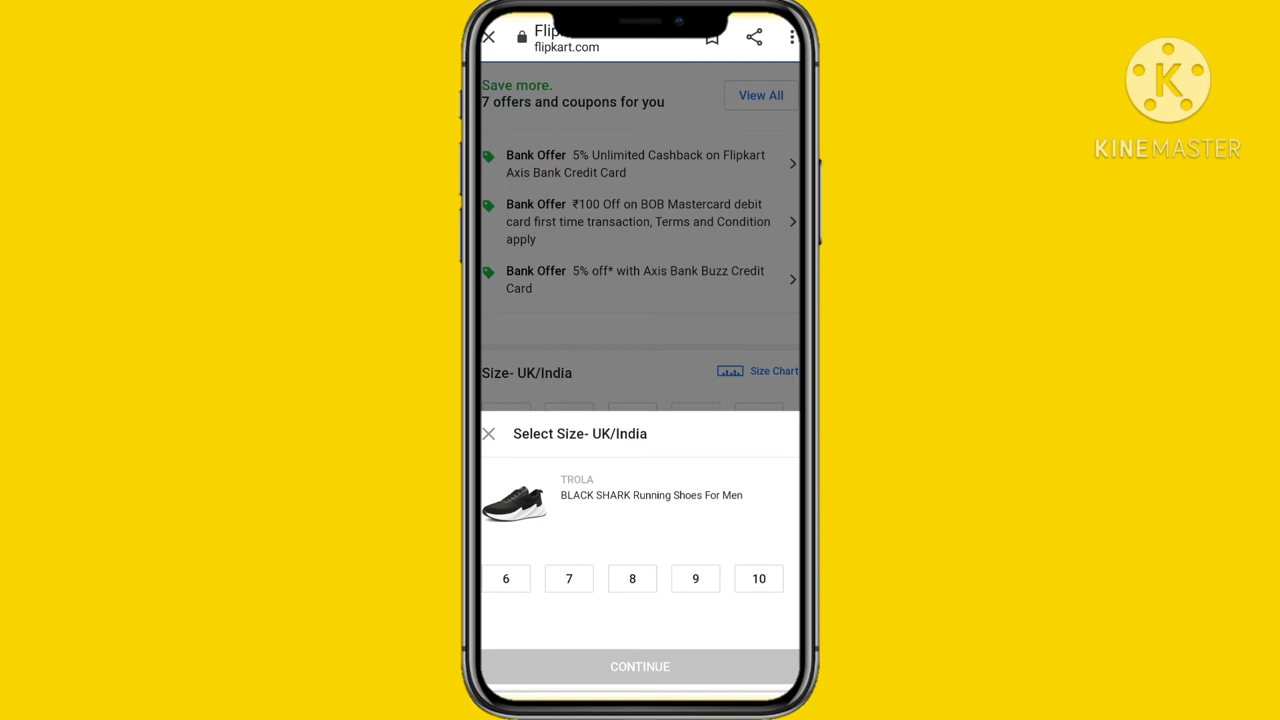 Flip
flipkart.com
Save more.
7 offers and coupons for you
View All
Bank Offer 5% Unlimited Cashback on Flipkart
Axis Bank Credit Card
Bank Offer ₹100 Off on BOB Mastercard debit
card first time transaction, Terms and Condition
apply
Bank Offer 5% off* with Axis Bank Buzz Credit
Card
Size- UK/India
Size Chart
Select Size- UK/India
TROLA
BLACK SHARK Running Shoes For Men
6 7 8 9 10
CONTINUE
K
KINEMASTER